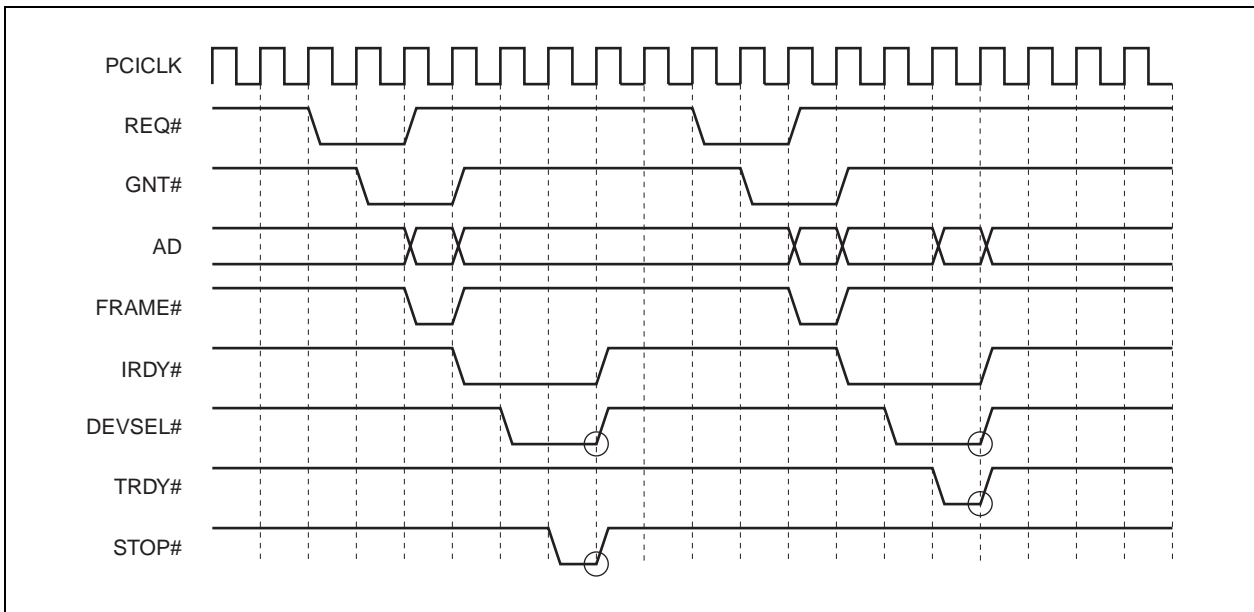 PCICLK
REQ#
GNT#
AD
FRAME#
IRDY#
DEVSEL#
TRDY#
STOP#